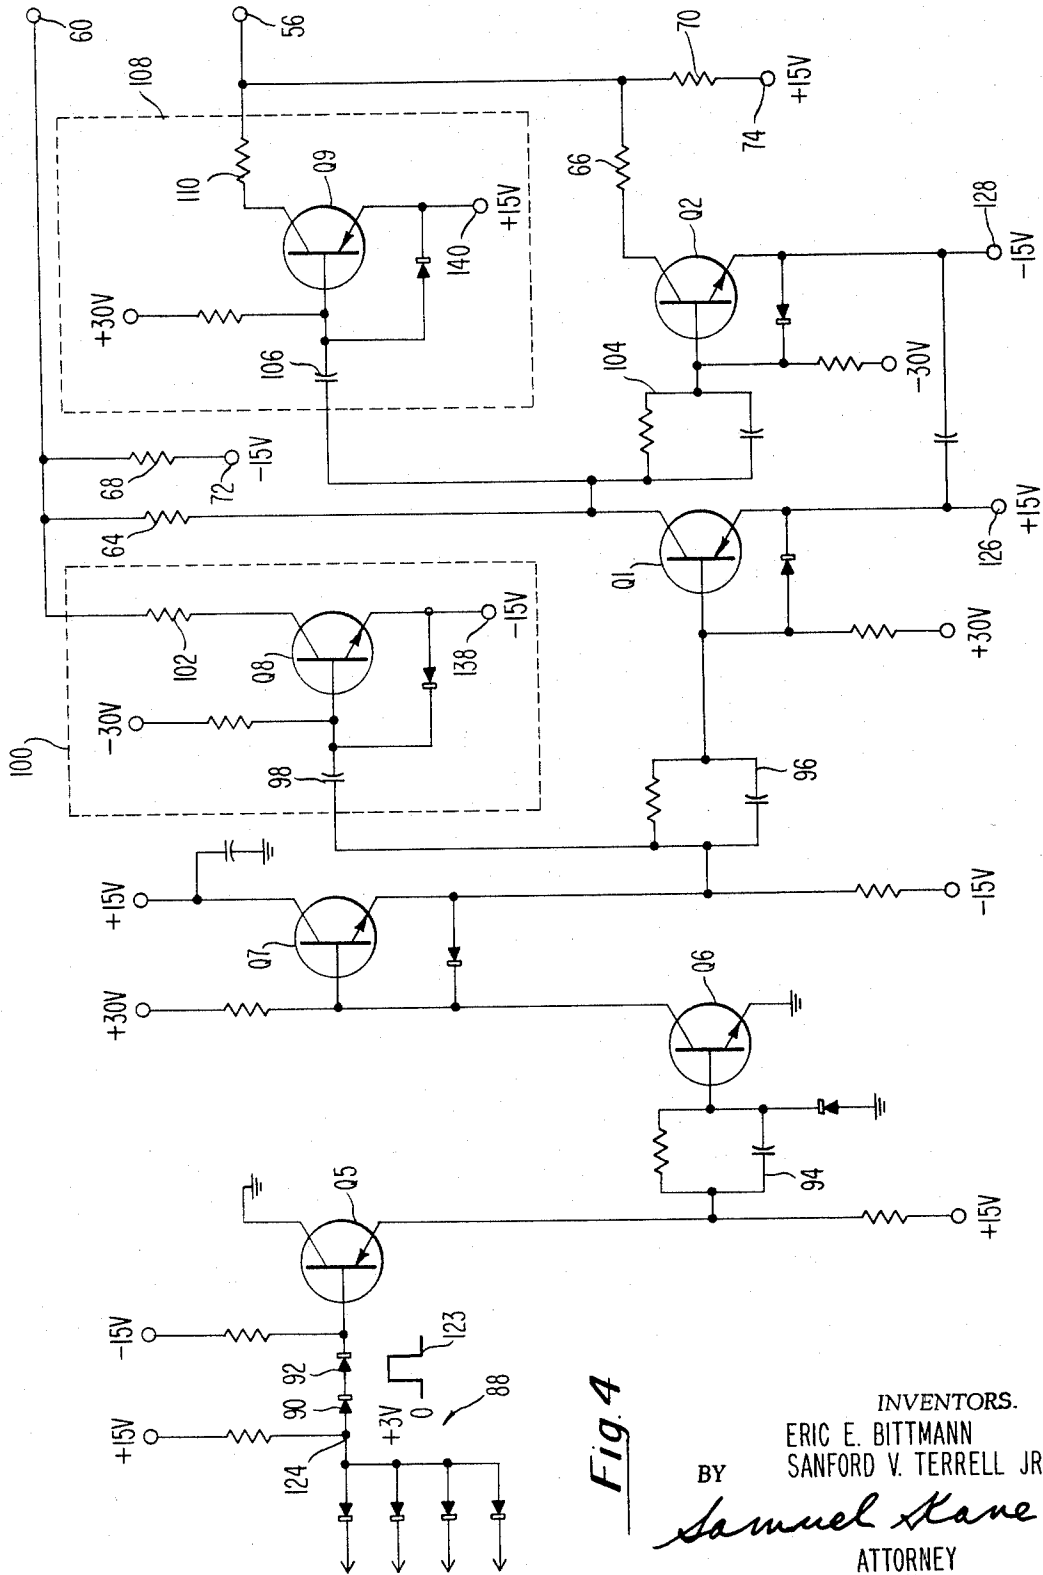 60
56
108
70
110
Q9
+15V
74
66
+30V
140
+15V
Q2
128
-15V
106
104
-30V
68
72
-15V
64
Q1
126
+15V
102
Q8
138
-15V
+30V
-30V
100
98
96
+15V
Q7
-15V
+30V
Q6
94
Q5
+15V
-15V
92
123
90
+3V
0
88
+15V
124
Fig. 4
INVENTORS.
ERIC E. BITTMANN
SANFORD V. TERRELL JR
BY
Samuel Kane
ATTORNEY